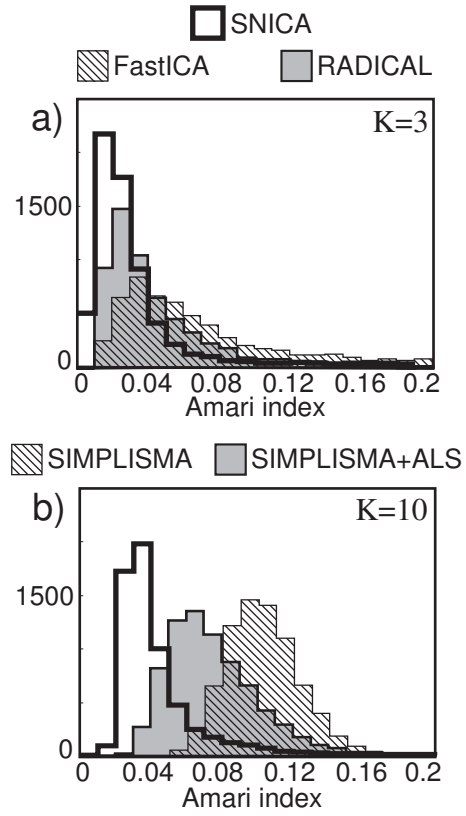 SNICA
FastICA RADICAL
a) K=3
1500
0
0 0.04 0.08 0.12 0.16 0.2
Amari index
SIMPLISMA SIMPLISMA+ALS
b) K=10
1500
0
0 0.04 0.08 0.12 0.16 0.2
Amari index